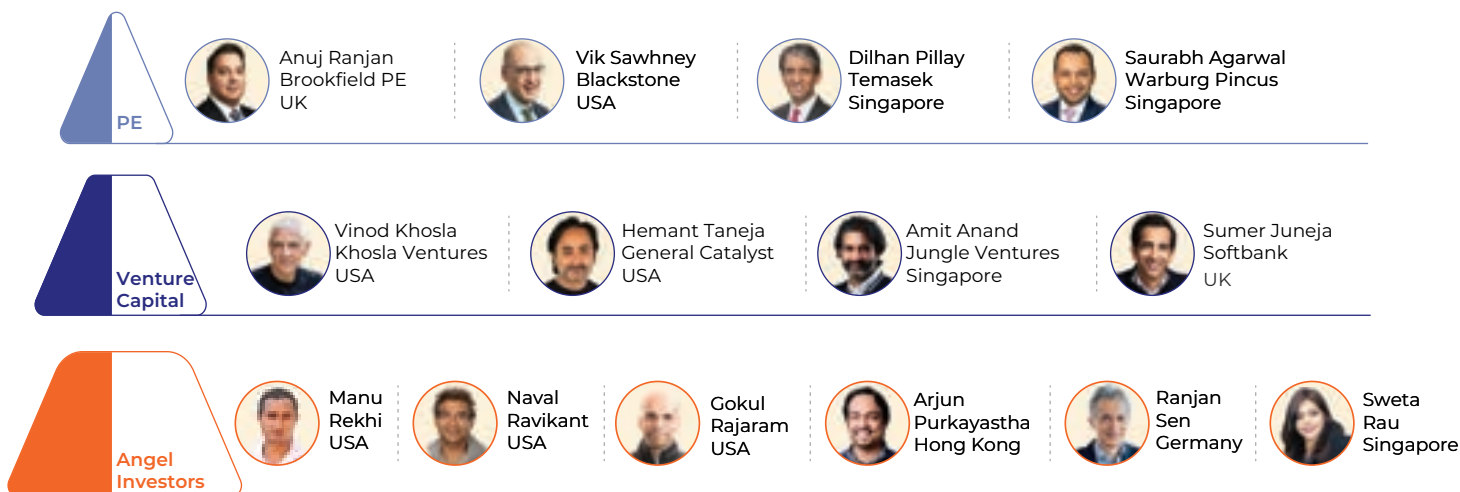 PE
Anuj Ranjan
Brookfield PE
UK
Vik Sawhney
Blackstone
USA
Dilhan Pillay
Temasek
Singapore
Saurabh Agarwal
Warburg Pincus
Singapore
Venture
Capital
Vinod Khosla
Khosla Ventures
USA
Hemant Taneja
General Catalyst
USA
Amit Anand
Jungle Ventures
Singapore
Sumer Juneja
Softbank
UK
Angel
Investors
Manu
Rekhi
USA
Naval
Ravikant
USA
Gokul
Rajaram
USA
Arjun
Purkayastha
Hong Kong
Ranjan
Sen
Germany
Sweta
Rau
Singapore